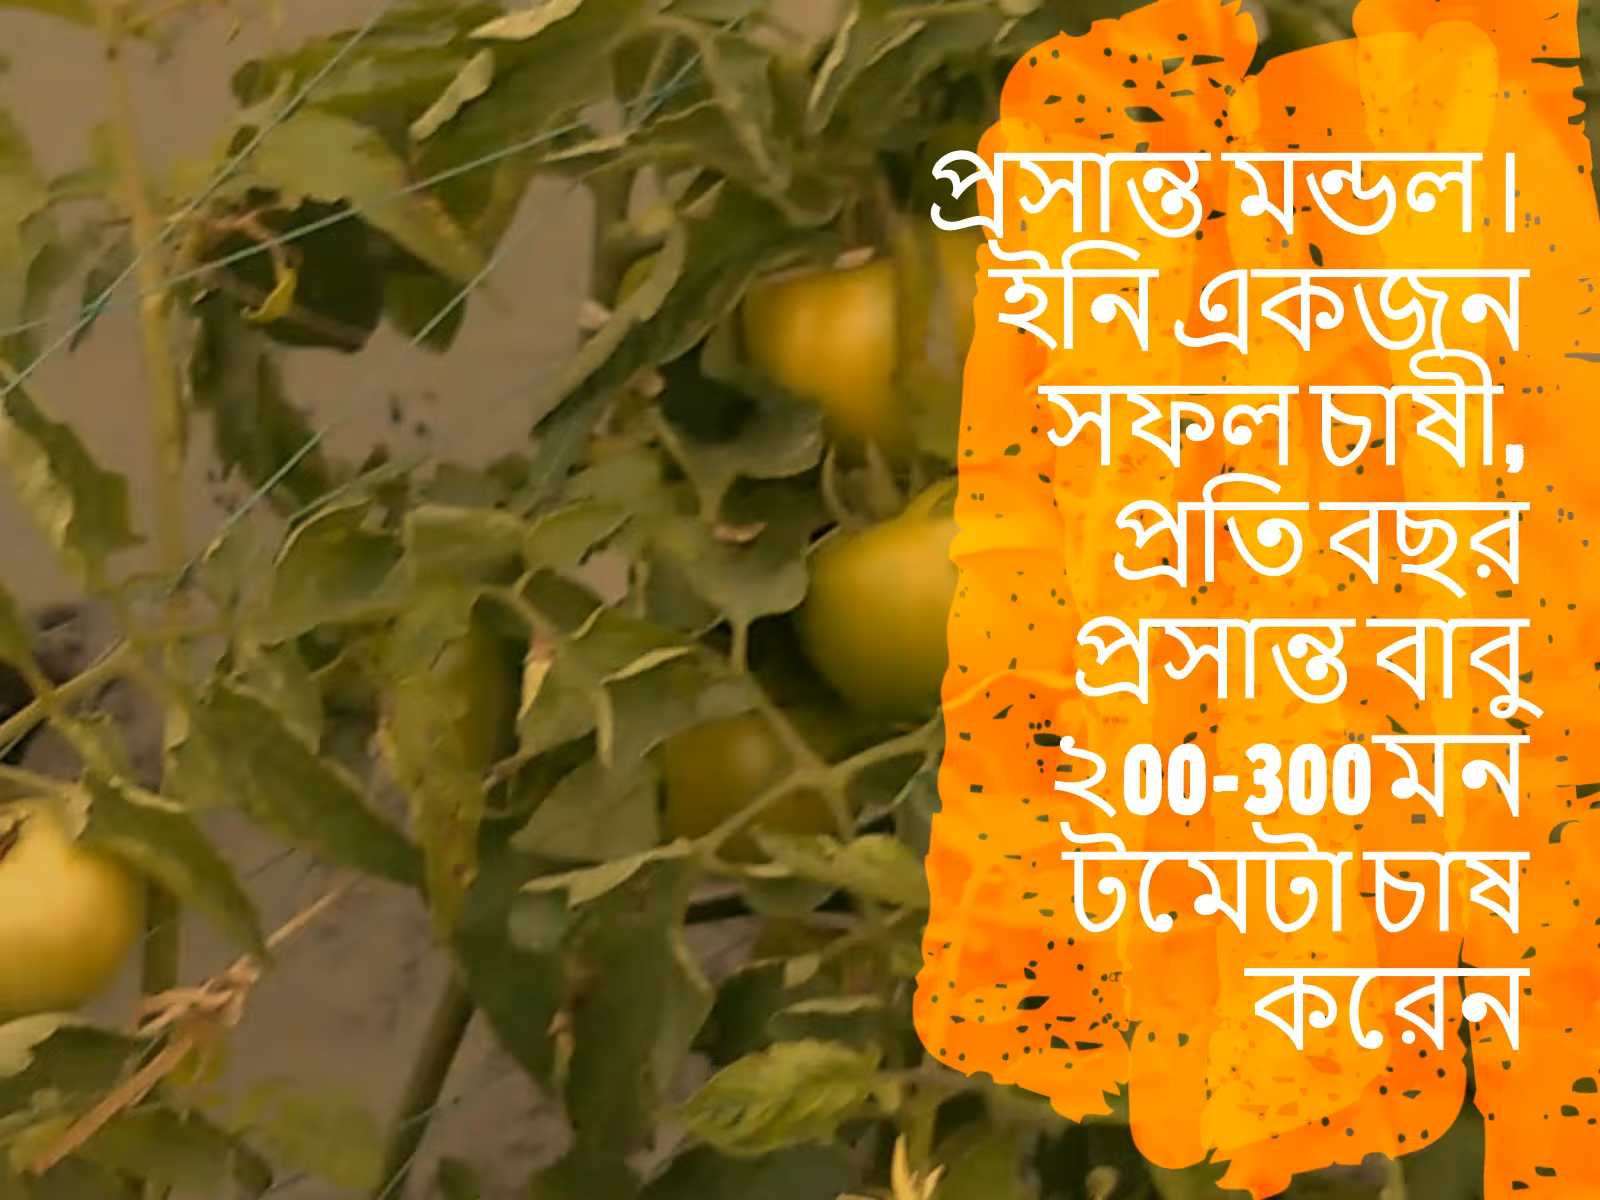 প্রসান্ত মন্ডল।
ইনি একজন
সফল চাষী,
প্রতি বছর
প্রসান্ত বাবু
২00-300 মন
টমেটা চাষ
করেন